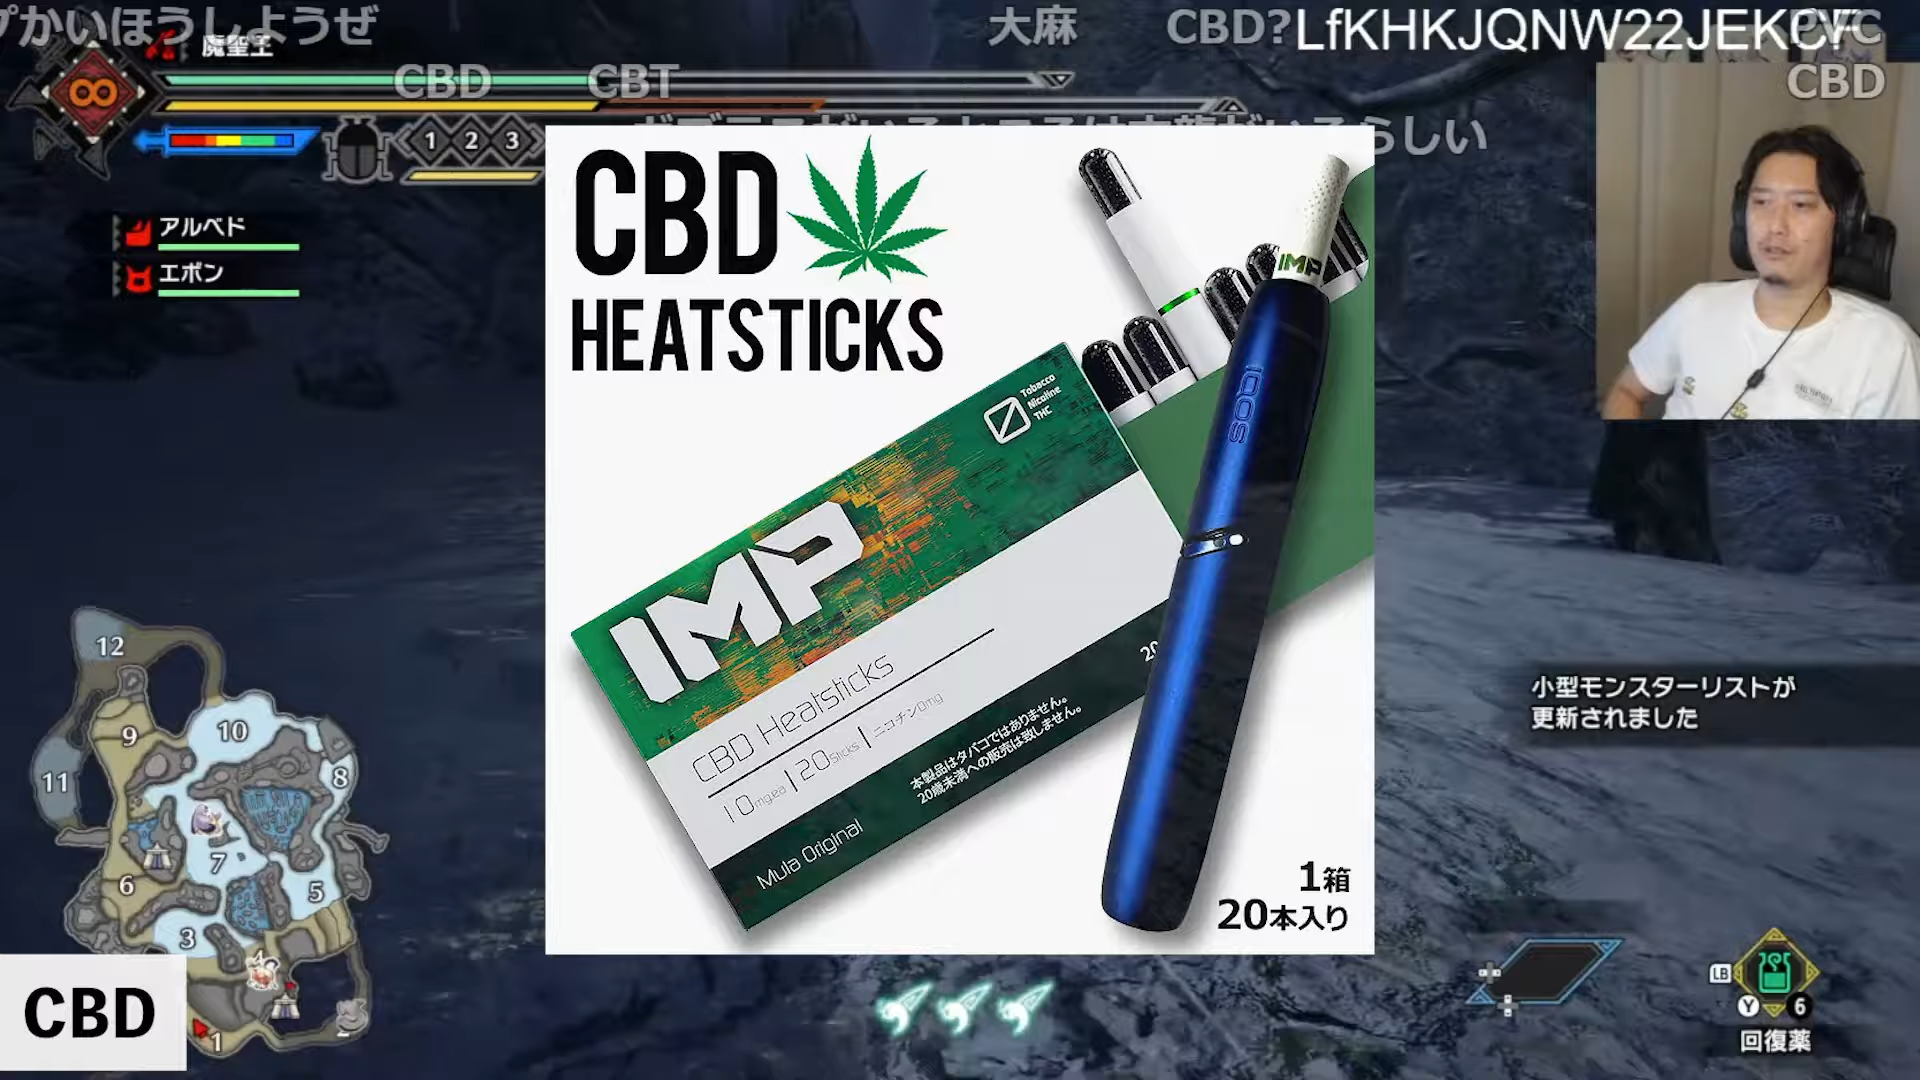 プかいほうしようぜ
大麻
CBD?
LfKHKJQNW22JEKCF
魔聖王
CBD
CBT
CBD
1 2 3
らしい
アルベド
エボン
CBD
HEATSTICKS
IMP
IQOS
Tobacco
Nicotine
THC
IMP
CBD Heatsticks
10mg.ea | 20Sticks | ニコチン0mg
20
本製品はタバコではありません。
20歳未満への販売は致しません。
Mula Original
1箱
20本入り
小型モンスターリストが
更新されました
12
9
10
11
8
7
6
5
3
1
CBD
LB
Y
6
回復薬